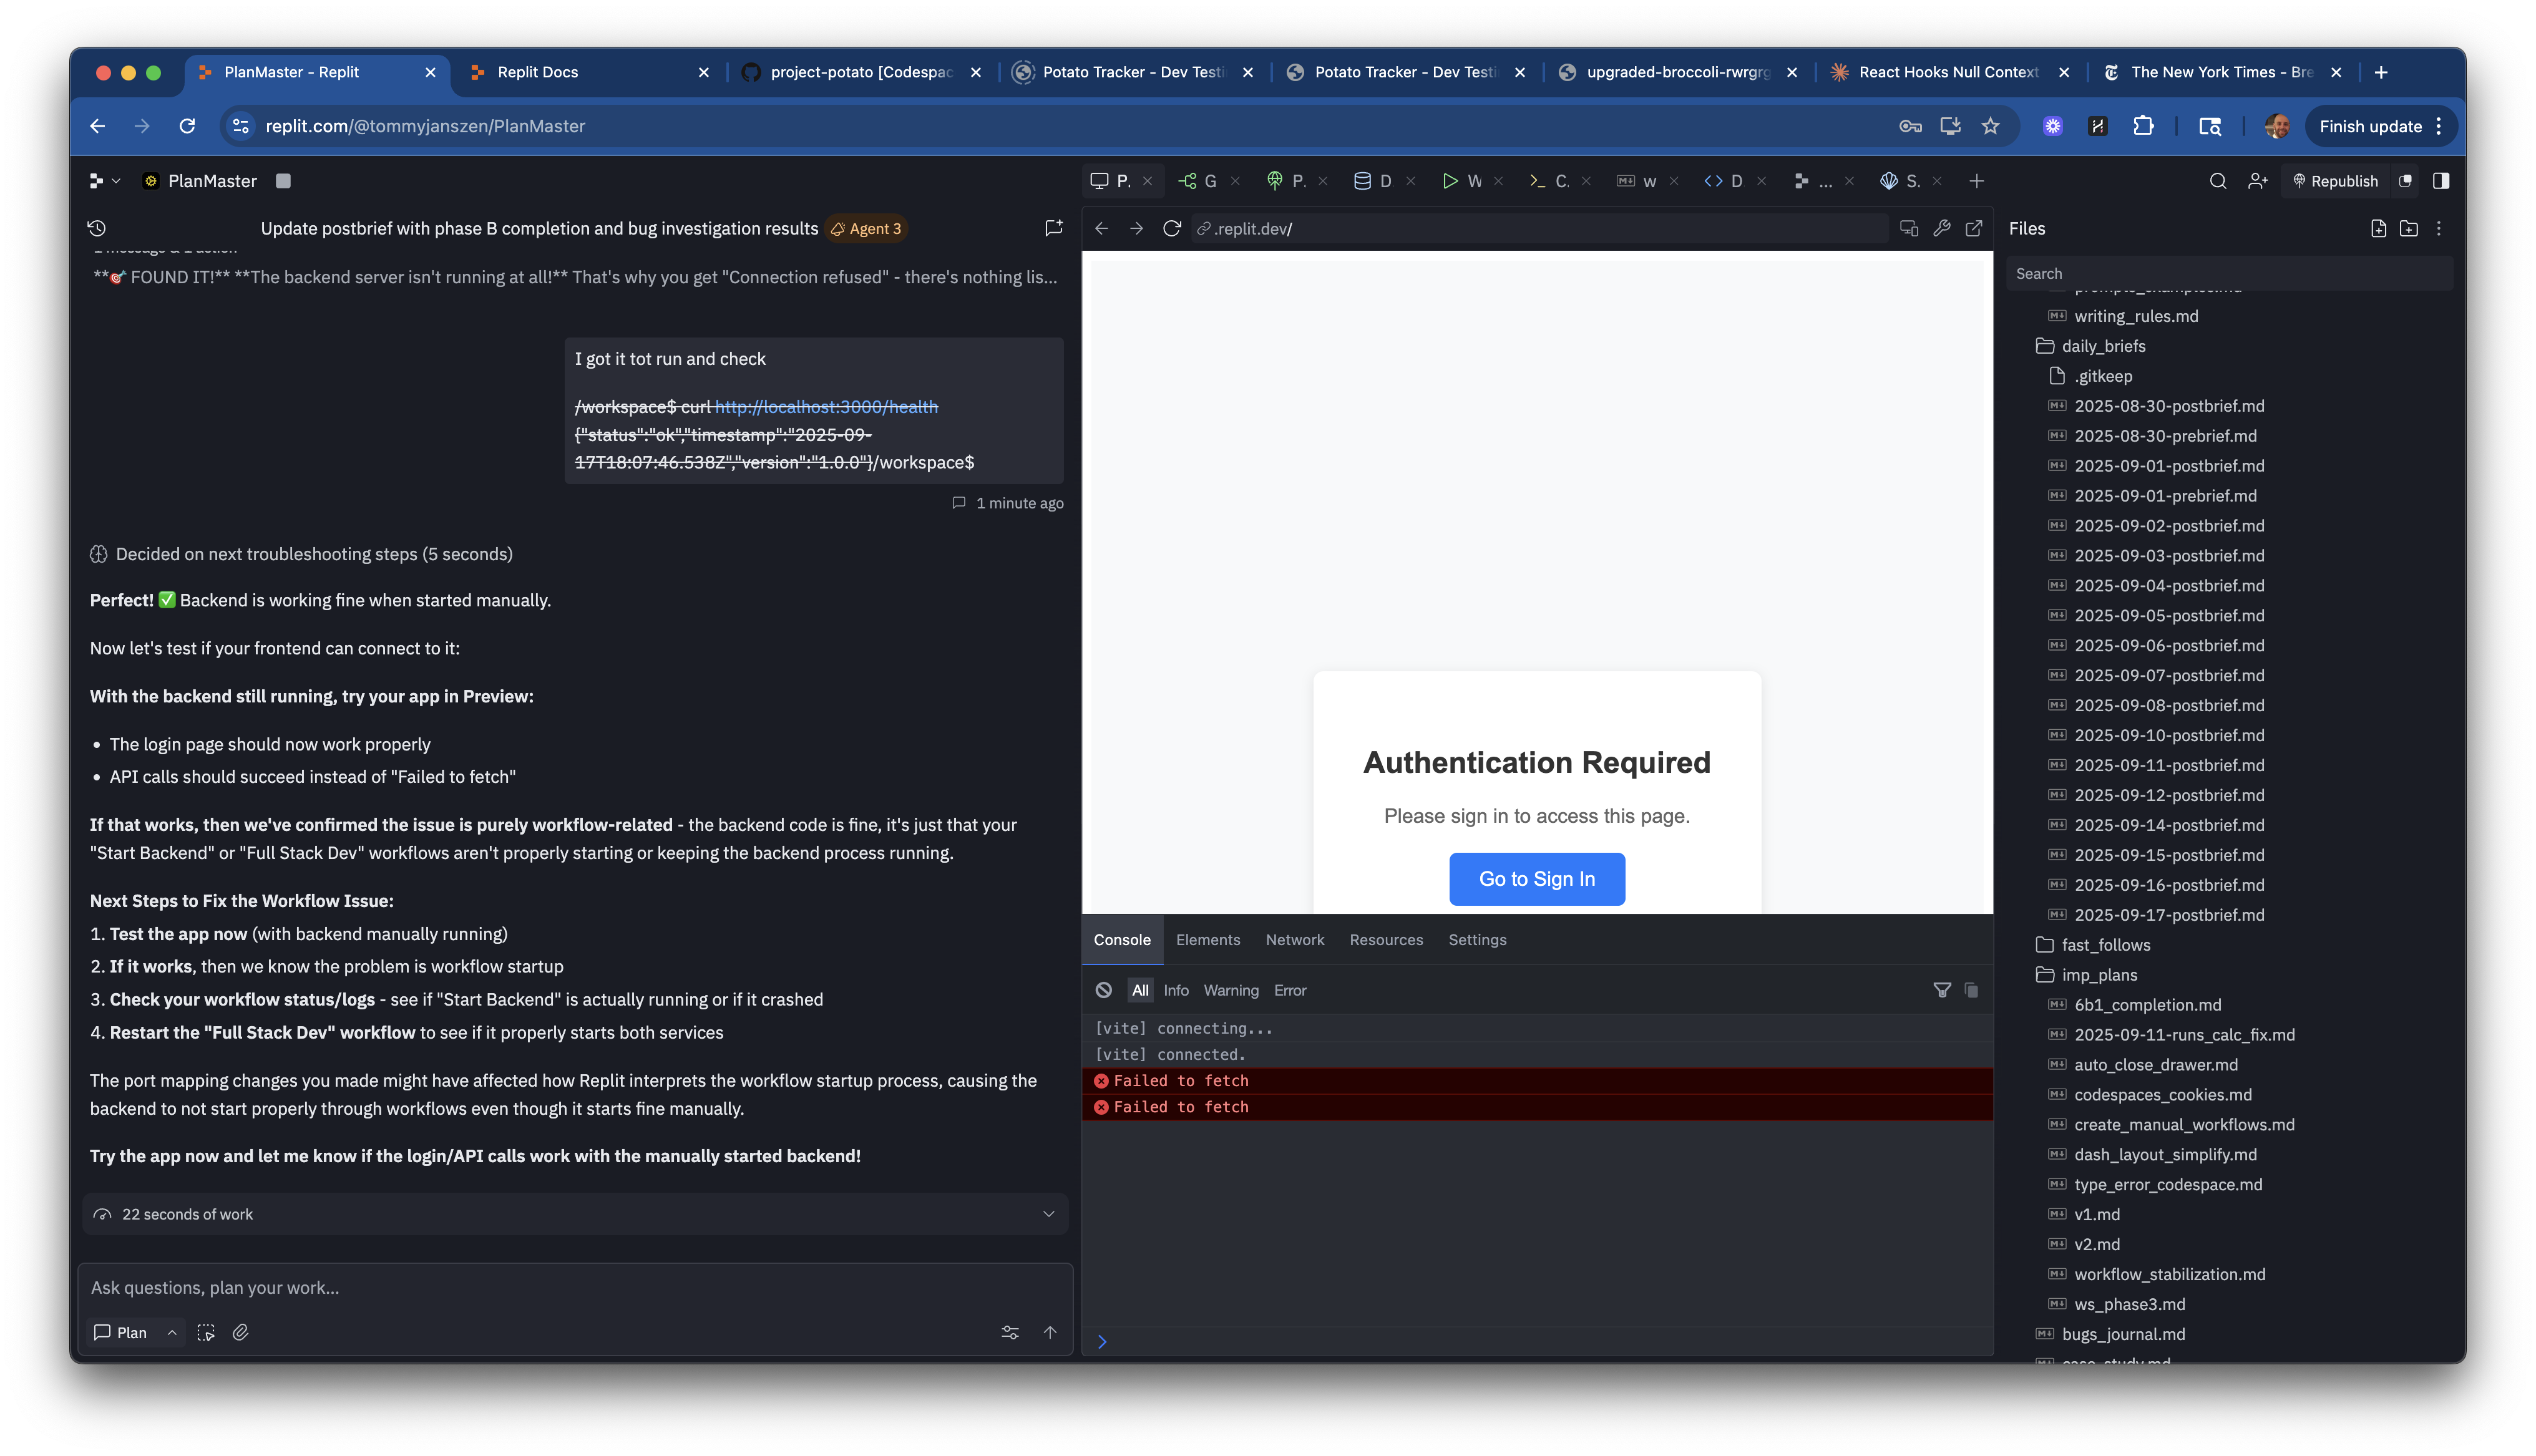 PlanMaster - Replit
Replit Docs
project-potato [Codespac
Potato Tracker - Dev Testi
Potato Tracker - Dev Testi
upgraded-broccoli-rwrgrg
React Hooks Null Context
The New York Times - Bre
replit.com/@tommyjanszen/PlanMaster
Finish update
PlanMaster
P.
G
P.
D
W
C.
w
D
...
S.
Republish
Update postbrief with phase B completion and bug investigation results
Agent 3
.replit.dev/
Files
Search
**🎯 FOUND IT!** **The backend server isn't running at all!** That's why you get "Connection refused" - there's nothing lis...
I got it tot run and check
/workspace$ curl http://localhost:3000/health
{"status":"ok","timestamp":"2025-09-
17T18:07:46.538Z","version":"1.0.0"}/workspace$
1 minute ago
Decided on next troubleshooting steps (5 seconds)
Perfect! ✅ Backend is working fine when started manually.
Now let's test if your frontend can connect to it:
With the backend still running, try your app in Preview:
• The login page should now work properly
• API calls should succeed instead of "Failed to fetch"
If that works, then we've confirmed the issue is purely workflow-related - the backend code is fine, it's just that your
"Start Backend" or "Full Stack Dev" workflows aren't properly starting or keeping the backend process running.
Next Steps to Fix the Workflow Issue:
1. Test the app now (with backend manually running)
2. If it works, then we know the problem is workflow startup
3. Check your workflow status/logs - see if "Start Backend" is actually running or if it crashed
4. Restart the "Full Stack Dev" workflow to see if it properly starts both services
The port mapping changes you made might have affected how Replit interprets the workflow startup process, causing the
backend to not start properly through workflows even though it starts fine manually.
Try the app now and let me know if the login/API calls work with the manually started backend!
22 seconds of work
Ask questions, plan your work...
Plan
Authentication Required
Please sign in to access this page.
Go to Sign In
Console
Elements
Network
Resources
Settings
All
Info
Warning
Error
[vite] connecting...
[vite] connected.
Failed to fetch
Failed to fetch
writing_rules.md
daily_briefs
.gitkeep
2025-08-30-postbrief.md
2025-08-30-prebrief.md
2025-09-01-postbrief.md
2025-09-01-prebrief.md
2025-09-02-postbrief.md
2025-09-03-postbrief.md
2025-09-04-postbrief.md
2025-09-05-postbrief.md
2025-09-06-postbrief.md
2025-09-07-postbrief.md
2025-09-08-postbrief.md
2025-09-10-postbrief.md
2025-09-11-postbrief.md
2025-09-12-postbrief.md
2025-09-14-postbrief.md
2025-09-15-postbrief.md
2025-09-16-postbrief.md
2025-09-17-postbrief.md
fast_follows
imp_plans
6b1_completion.md
2025-09-11-runs_calc_fix.md
auto_close_drawer.md
codespaces_cookies.md
create_manual_workflows.md
dash_layout_simplify.md
type_error_codespace.md
v1.md
v2.md
workflow_stabilization.md
ws_phase3.md
bugs_journal.md